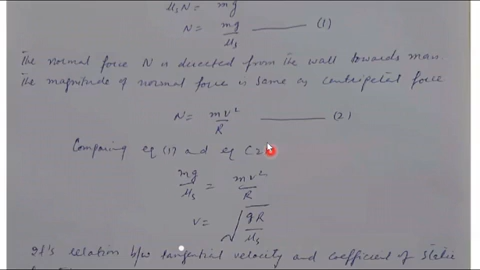 μs N = mg
N = mg/μs ——— (1)
The normal force N is directed from the wall towards man.
The magnitude of normal force is same as centripetal force
N = mv²/R ——— (2)
Comparing eq (1) and eq (2)
mg/μs = mv²/R
v = √(gR/μs)
It's relation b/w tangential velocity and coefficient of static